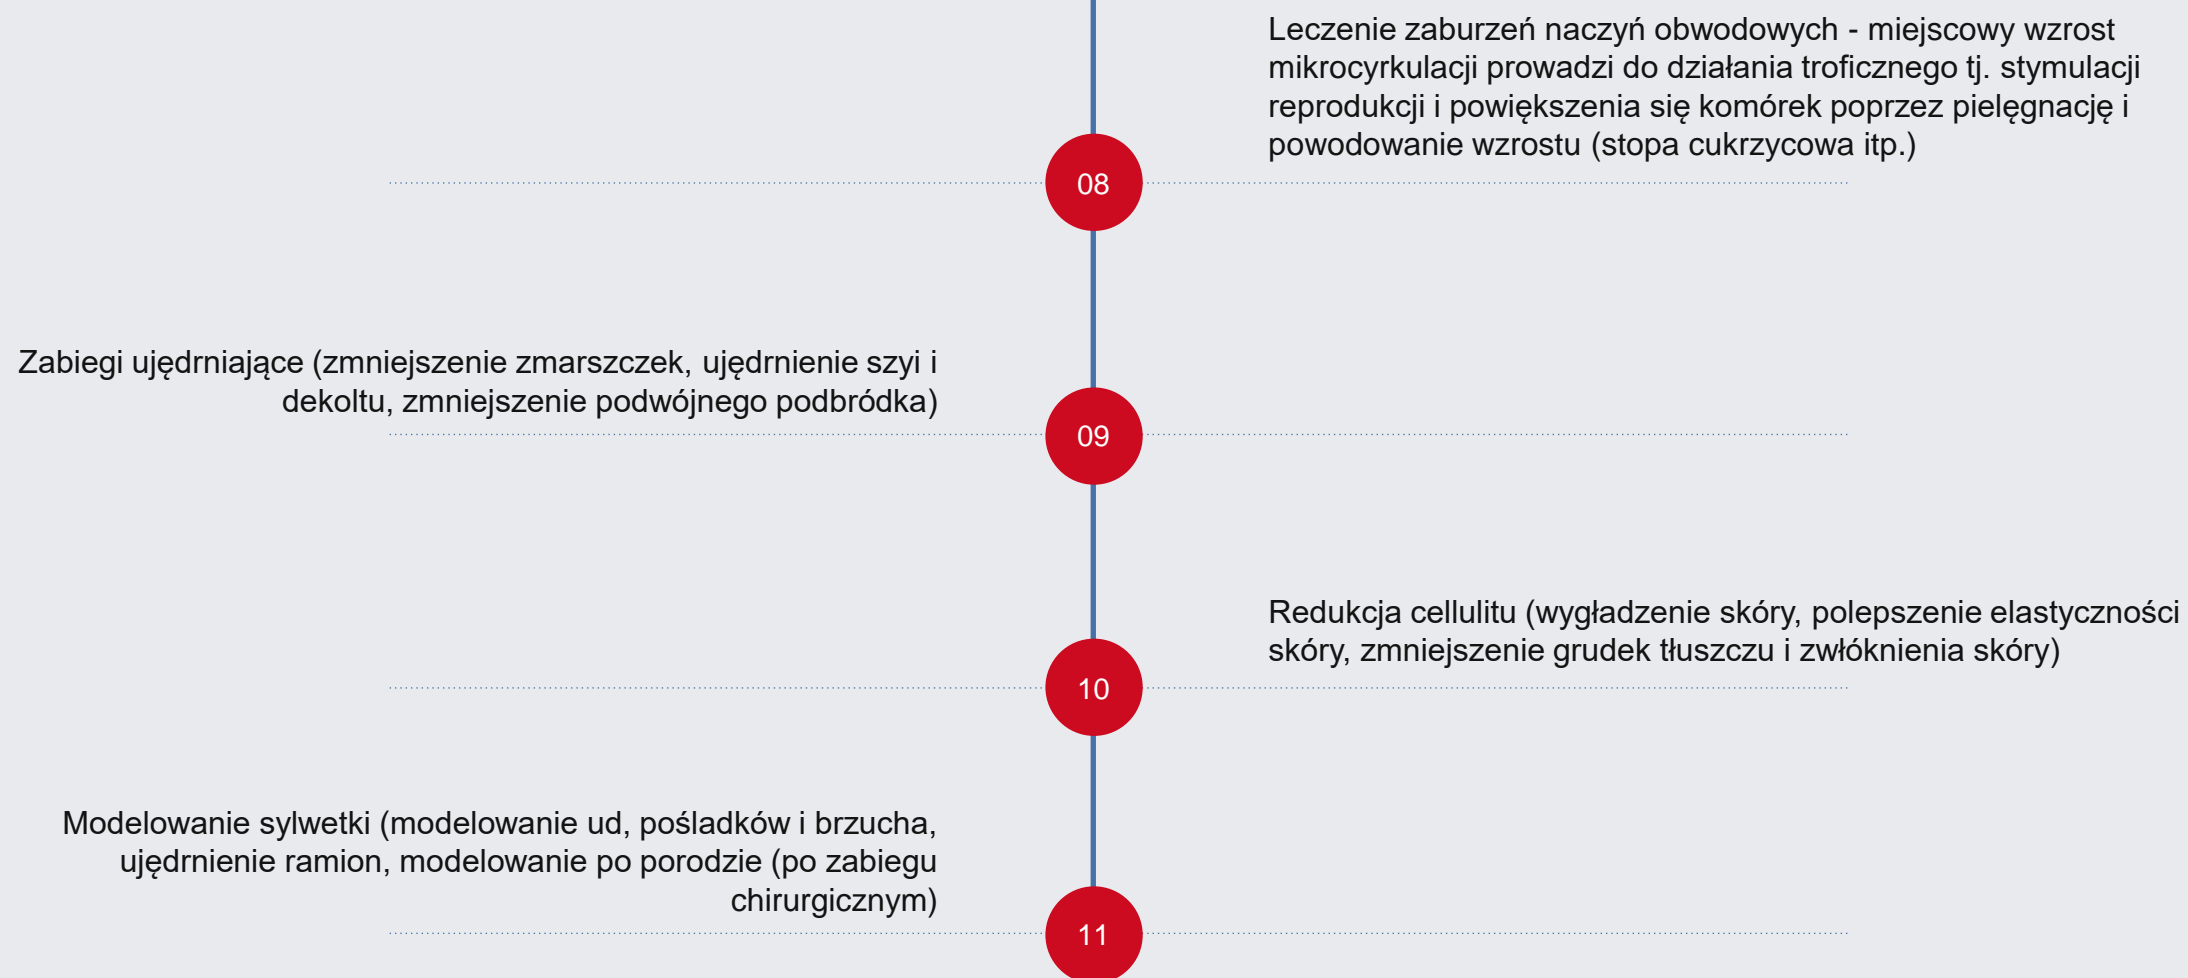 Leczenie zaburzeń naczyń obwodowych - miejscowy wzrost
mikrocyrkulacji prowadzi do działania troficznego tj. stymulacji
reprodukcji i powiększenia się komórek poprzez pielęgnację i
powodowanie wzrostu (stopa cukrzycowa itp.)
08
Zabiegi ujędrniające (zmniejszenie zmarszczek, ujędrnienie szyi i
dekoltu, zmniejszenie podwójnego podbródka)
09
Redukcja cellulitu (wygładzenie skóry, polepszenie elastyczności
skóry, zmniejszenie grudek tłuszczu i zwłóknienia skóry)
10
Modelowanie sylwetki (modelowanie ud, pośladków i brzucha,
ujędrnienie ramion, modelowanie po porodzie (po zabiegu
chirurgicznym)
11